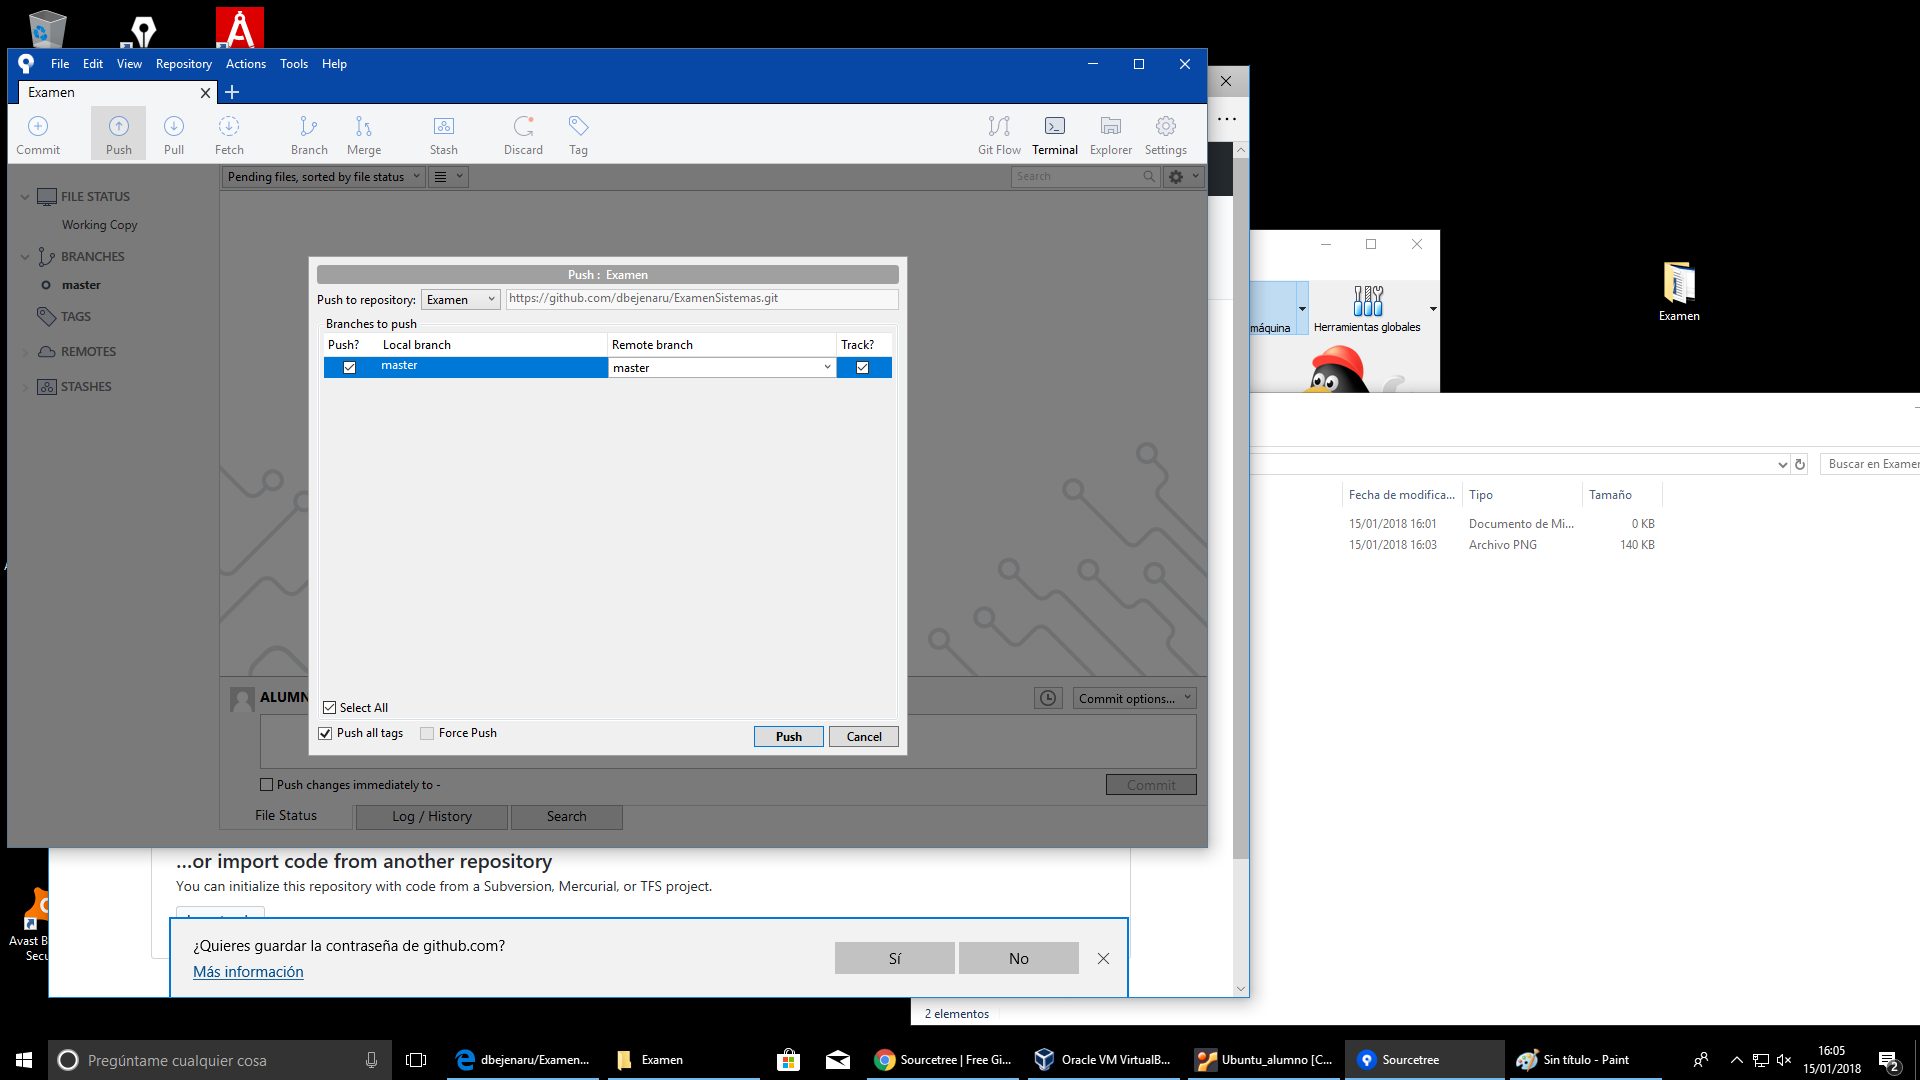 File Edit View Repository Actions Tools Help
Examen
Commit Push Pull Fetch Branch Merge Stash Discard Tag Git Flow Terminal Explorer Settings
Pending files, sorted by file status
Search
FILE STATUS
Working Copy
BRANCHES
master
TAGS
REMOTES
STASHES
Push : Examen
Push to repository: Examen https://github.com/dbejenaru/ExamenSistemas.git
Branches to push
Push? Local branch Remote branch Track?
master master
Select All
Push all tags Force Push Push Cancel
ALUMN
Commit options...
Push changes immediately to -
Commit
File Status Log / History Search
...or import code from another repository
You can initialize this repository with code from a Subversion, Mercurial, or TFS project.
¿Quieres guardar la contraseña de github.com?
Más información
Sí No
máquina Herramientas globales
Examen
Buscar en Examen
Fecha de modifica... Tipo Tamaño
15/01/2018 16:01 Documento de Mi... 0 KB
15/01/2018 16:03 Archivo PNG 140 KB
2 elementos
Avast B
Secu
Pregúntame cualquier cosa
dbejenaru/Examen...
Examen
Sourcetree | Free Gi...
Oracle VM VirtualB...
Ubuntu_alumno [C...
Sourcetree
Sin título - Paint
16:05
15/01/2018
2